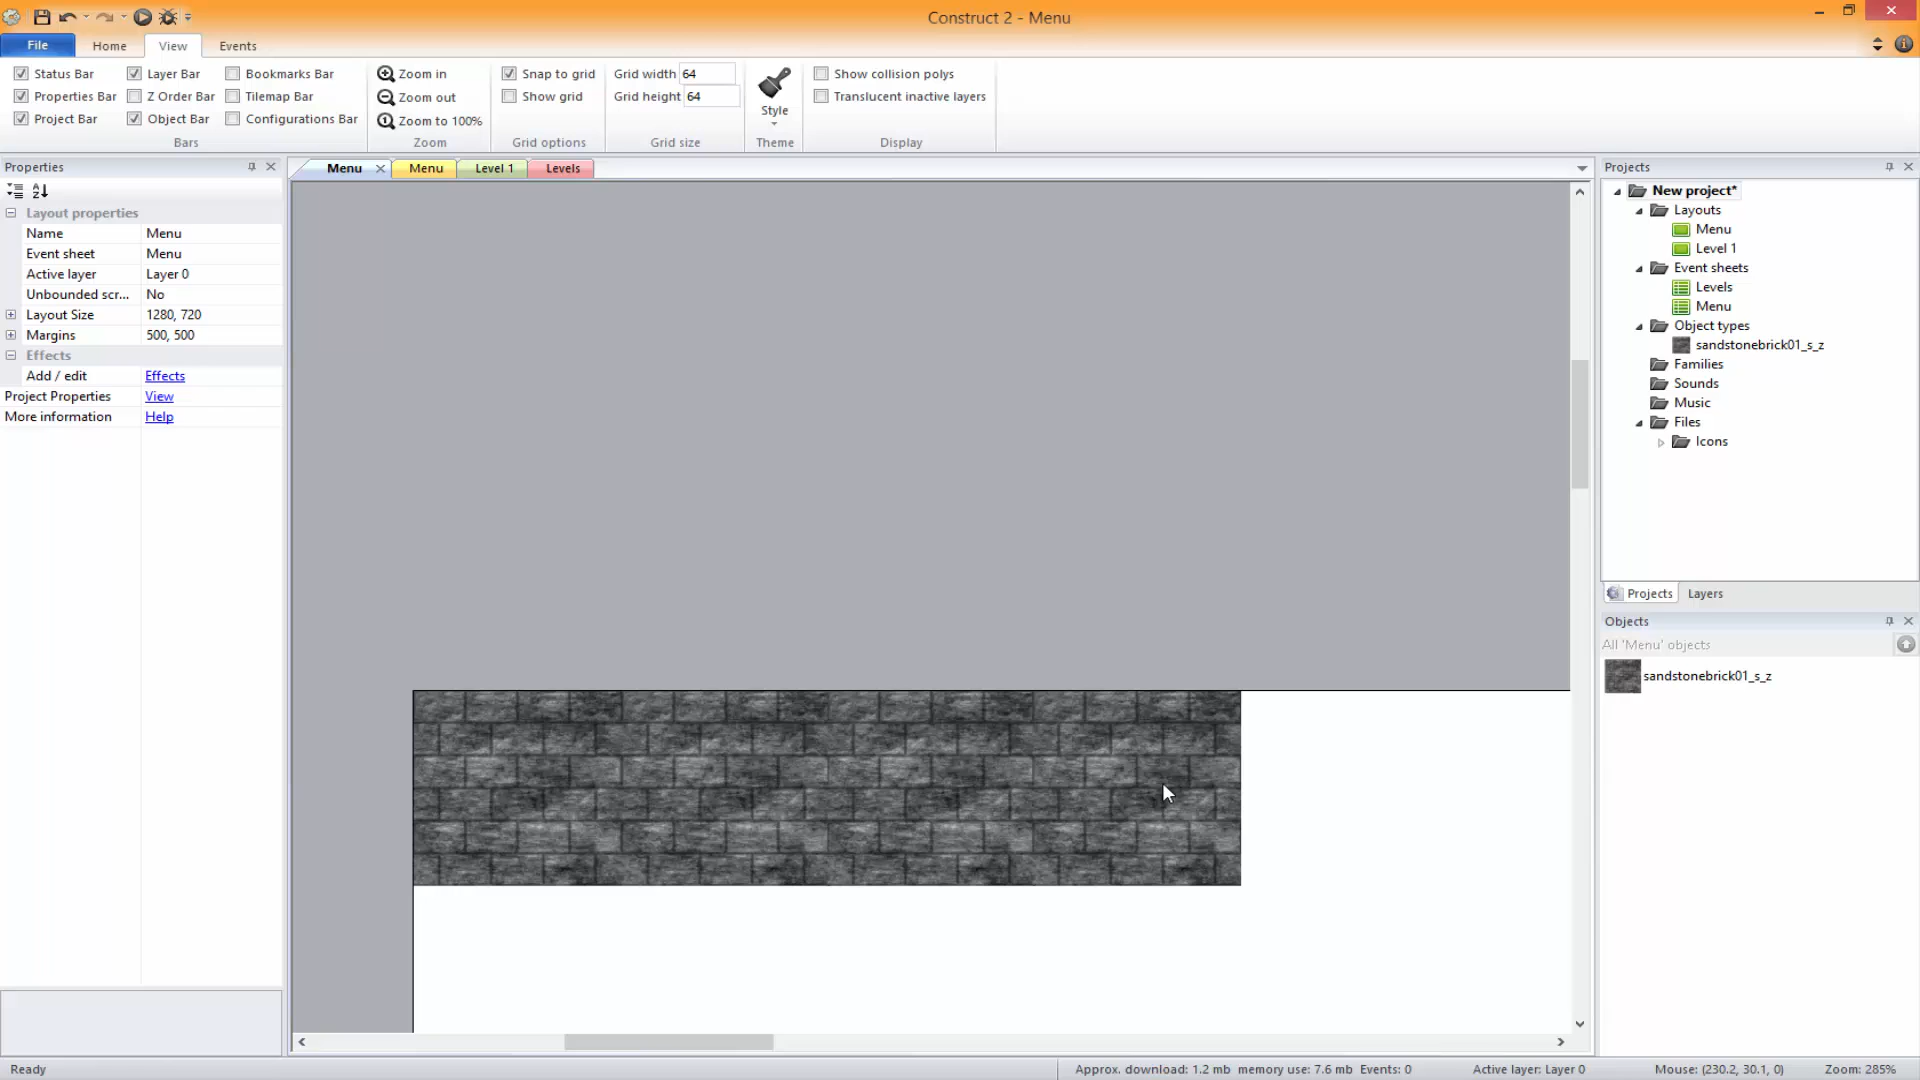 Construct 2 - Menu
File Home View Events
Status Bar Layer Bar Bookmarks Bar Zoom in Snap to grid Grid width 64 Show collision polys
Properties Bar Z Order Bar Tilemap Bar Zoom out Show grid Grid height 64 Style Translucent inactive layers
Project Bar Object Bar Configurations Bar Zoom to 100%
Bars Zoom Grid options Grid size Theme Display
Properties
Menu Menu Level 1 Levels
Layout properties
Name Menu
Event sheet Menu
Active layer Layer 0
Unbounded scr... No
Layout Size 1280, 720
Margins 500, 500
Effects
Add / edit Effects
Project Properties View
More information Help
Projects
New project*
Layouts
Menu
Level 1
Event sheets
Levels
Menu
Object types
sandstonebrick01_s_z
Families
Sounds
Music
Files
Icons
Projects Layers
Objects
All 'Menu' objects
sandstonebrick01_s_z
Ready Approx. download: 1.2 mb memory use: 7.6 mb Events: 0 Active layer: Layer 0 Mouse: (230.2, 30.1, 0) Zoom: 285%